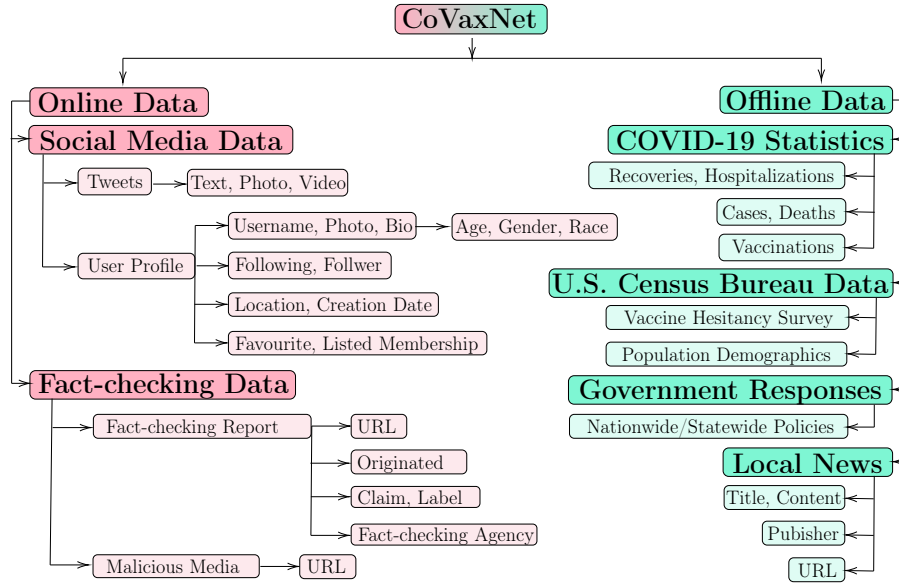 CoVaxNet
Online Data
Social Media Data
Tweets
Text, Photo, Video
User Profile
Username, Photo, Bio
Age, Gender, Race
Following, Follwer
Location, Creation Date
Favourite, Listed Membership
Fact-checking Data
Fact-checking Report
URL
Originated
Claim, Label
Fact-checking Agency
Malicious Media
URL
Offline Data
COVID-19 Statistics
Recoveries, Hospitalizations
Cases, Deaths
Vaccinations
U.S. Census Bureau Data
Vaccine Hesitancy Survey
Population Demographics
Government Responses
Nationwide/Statewide Policies
Local News
Title, Content
Pubisher
URL